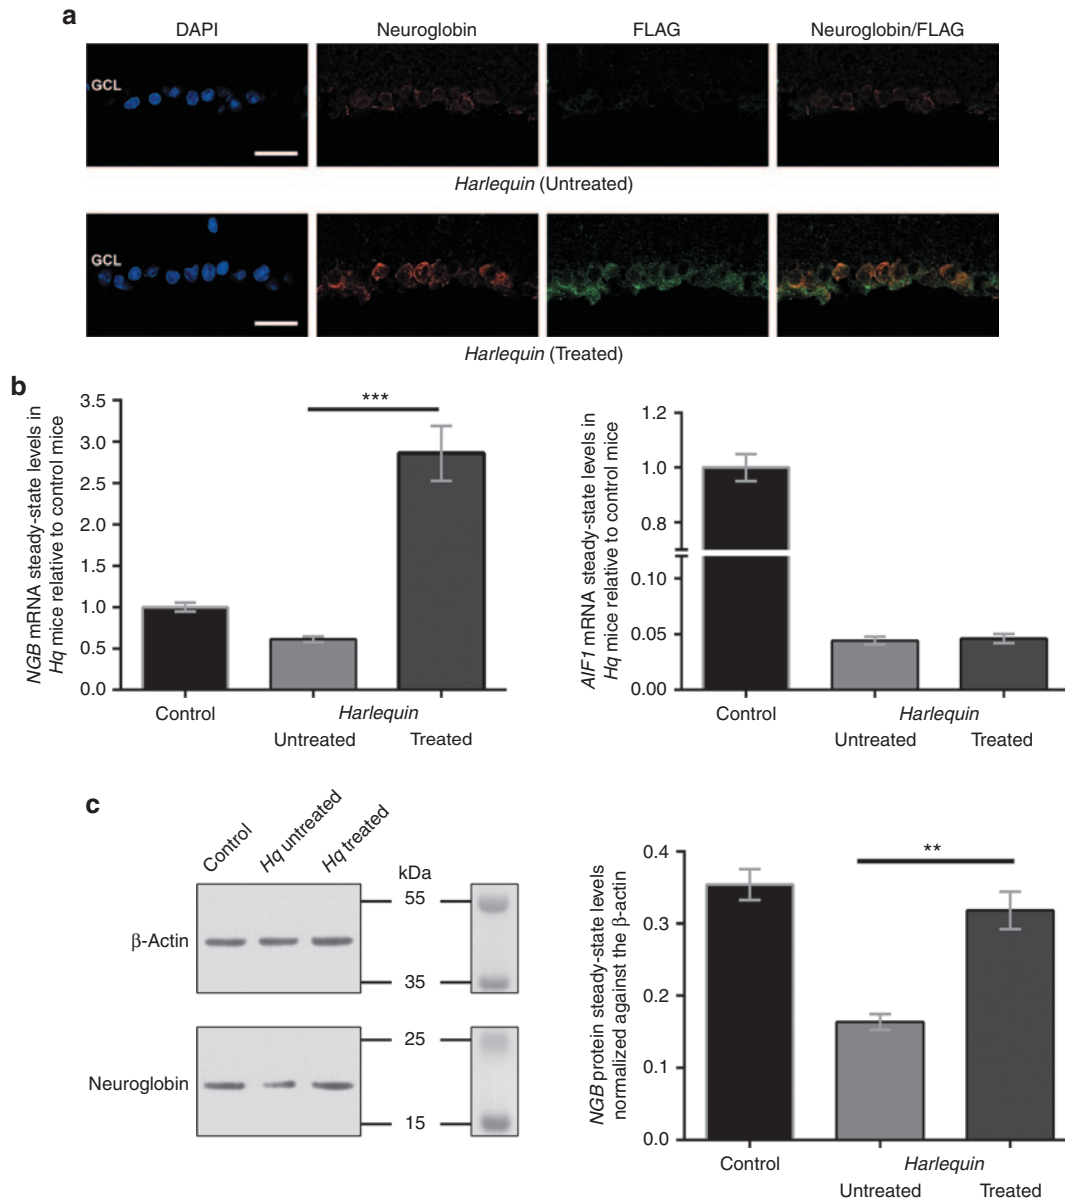 a
DAPI
Neuroglobin
FLAG
Neuroglobin/FLAG
GCL
Harlequin (Untreated)
GCL
Harlequin (Treated)
b
NGB mRNA steady-state levels in
Hq mice relative to control mice
3.5
3.0
2.5
2.0
1.5
1.0
0.5
0.0
***
Control
Harlequin
Untreated
Treated
AIF1 mRNA steady-state levels in
Hq mice relative to control mice
1.2
1.0
0.8
0.10
0.05
0.00
Control
Harlequin
Untreated
Treated
c
Control
Hq untreated
Hq treated
kDa
β-Actin
55
35
Neuroglobin
25
15
NGB protein steady-state levels
normalized against the β-actin
0.4
0.3
0.2
0.1
0.0
**
Control
Harlequin
Untreated
Treated